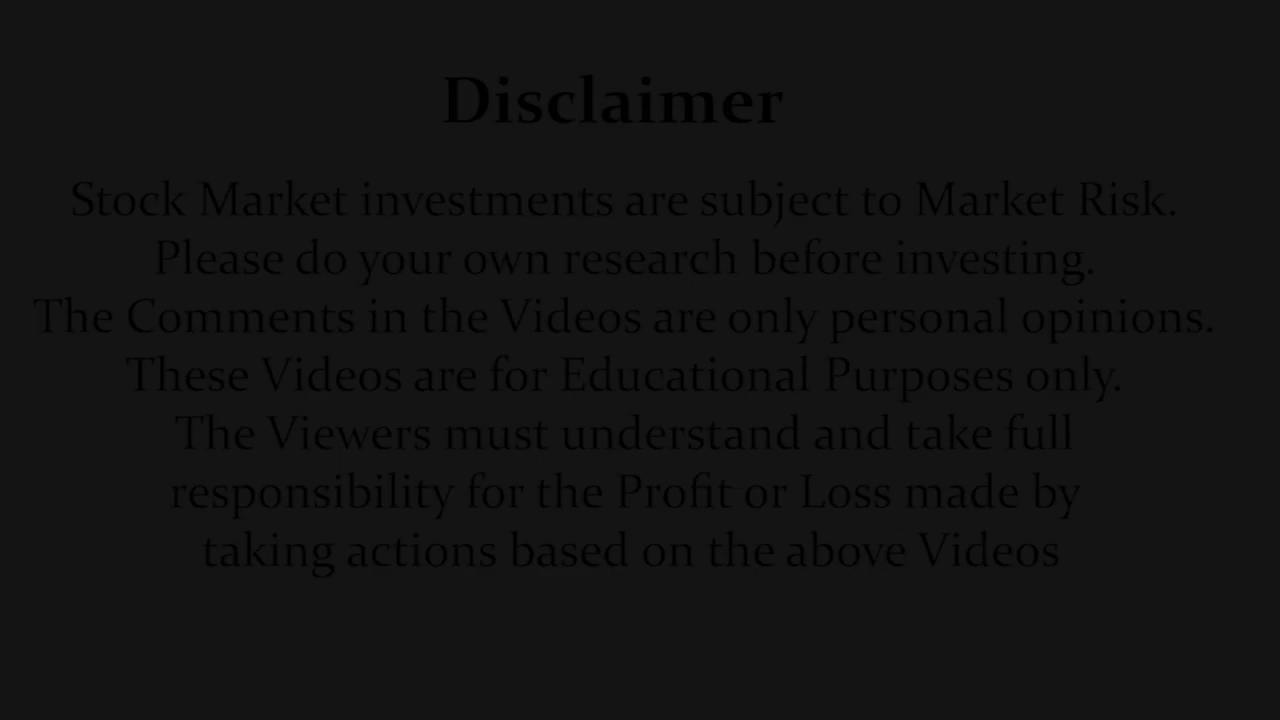 Disclaimer
Stock Market investments are subject to Market Risk.
Please do your own research before investing.
The Comments in the Videos are only personal opinions.
These Videos are for Educational Purposes only.
The Viewers must understand and take full
responsibility for the Profit or Loss made by
taking actions based on the above Videos